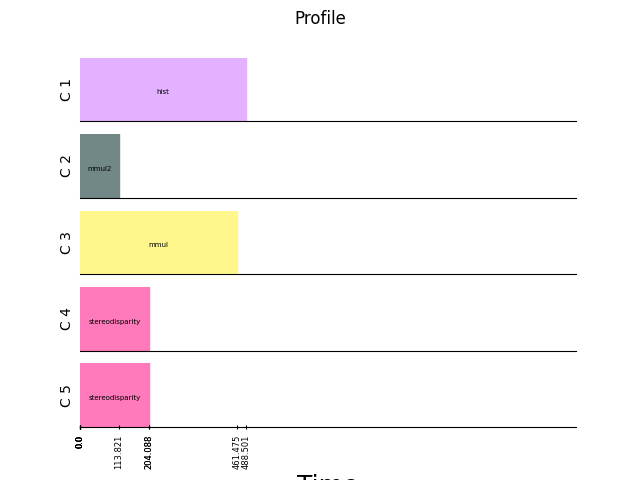 Profile
C 1
hist
C 2
mmul2
C 3
mmul
C 4
stereodisparity
C 5
stereodisparity
0.0
113.821
204.088
461.475
488.501
Time